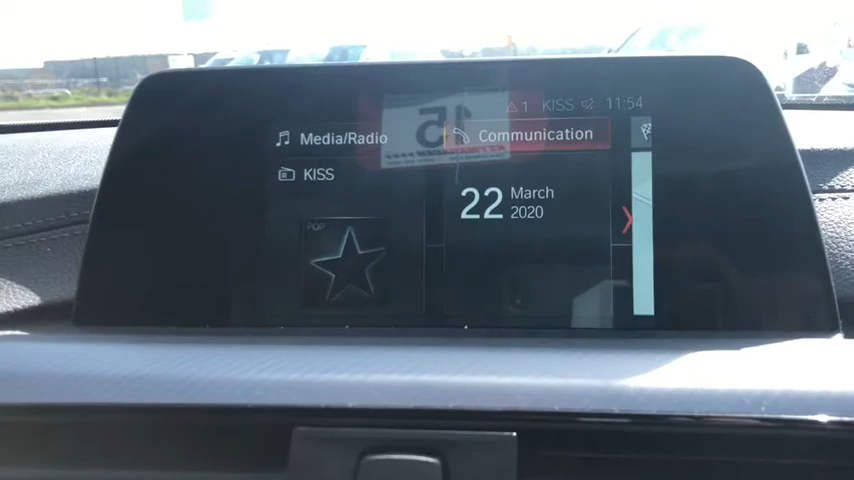 1 KISS 11:54
Media/Radio
Communication
KISS
22 March
2020
POP
15